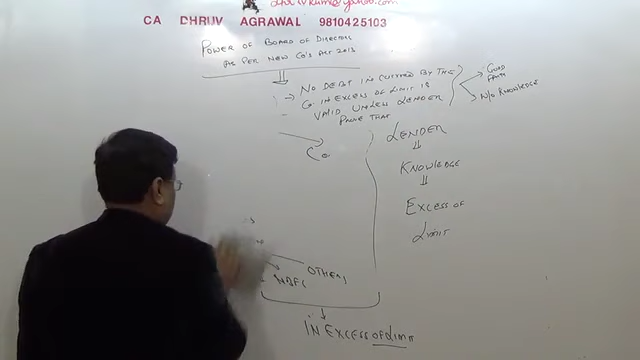 CA DHRUV AGRAWAL 9810425103
POWER OF BOARD OF DIRECTORS
AS PER NEW CO'S ACT 2013
NO DEBT INCURRED BY THE
CO. IN EXCESS OF LIMIT IS
VALID UNLESS LENDER
PROVE THAT
GOOD
FAITH
W/O KNOWLEDGE
CO
LENDER
KNOWLEDGE
EXCESS OF
LIMIT
OTHERS
NBFC
IN EXCESS OF LIMIT